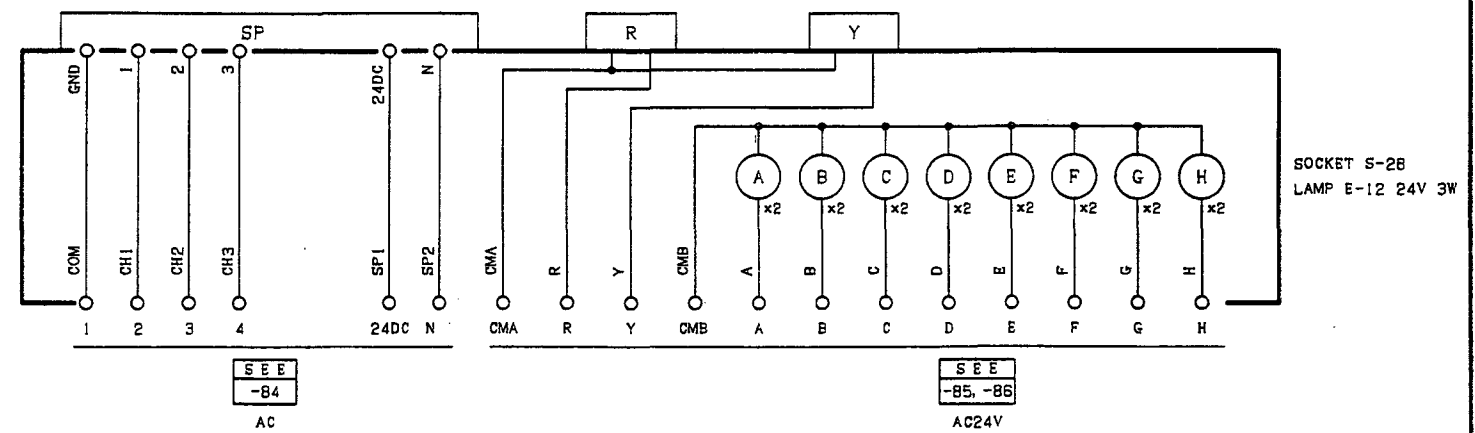 SP R Y
GND 1 2 3 24DC N
A B C D E F G H
x2 x2 x2 x2 x2 x2 x2 x2
SOCKET S-28
LAMP E-12 24V 3W
COM CH1 CH2 CH3 SP1 SP2 CMA R Y CMB A B C D E F G H
1 2 3 4 24DC N CMA R Y CMB A B C D E F G H
SEE
-84
AC
SEE
-85, -86
AC24V